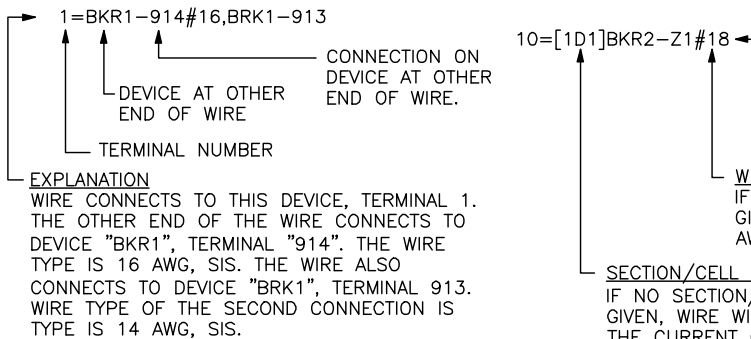 1=BKR1-914#16,BRK1-913
CONNECTION ON
DEVICE AT OTHER
END OF WIRE.
DEVICE AT OTHER
END OF WIRE
TERMINAL NUMBER
EXPLANATION
WIRE CONNECTS TO THIS DEVICE, TERMINAL 1.
THE OTHER END OF THE WIRE CONNECTS TO
DEVICE "BKR1", TERMINAL "914". THE WIRE
TYPE IS 16 AWG, SIS. THE WIRE ALSO
CONNECTS TO DEVICE "BRK1", TERMINAL 913.
WIRE TYPE OF THE SECOND CONNECTION IS
TYPE IS 14 AWG, SIS.
10=[1D1]BKR2-Z1#18
W
IF
GI
AW
SECTION/CELL
IF NO SECTION/
GIVEN, WIRE WI
THE CURRENT